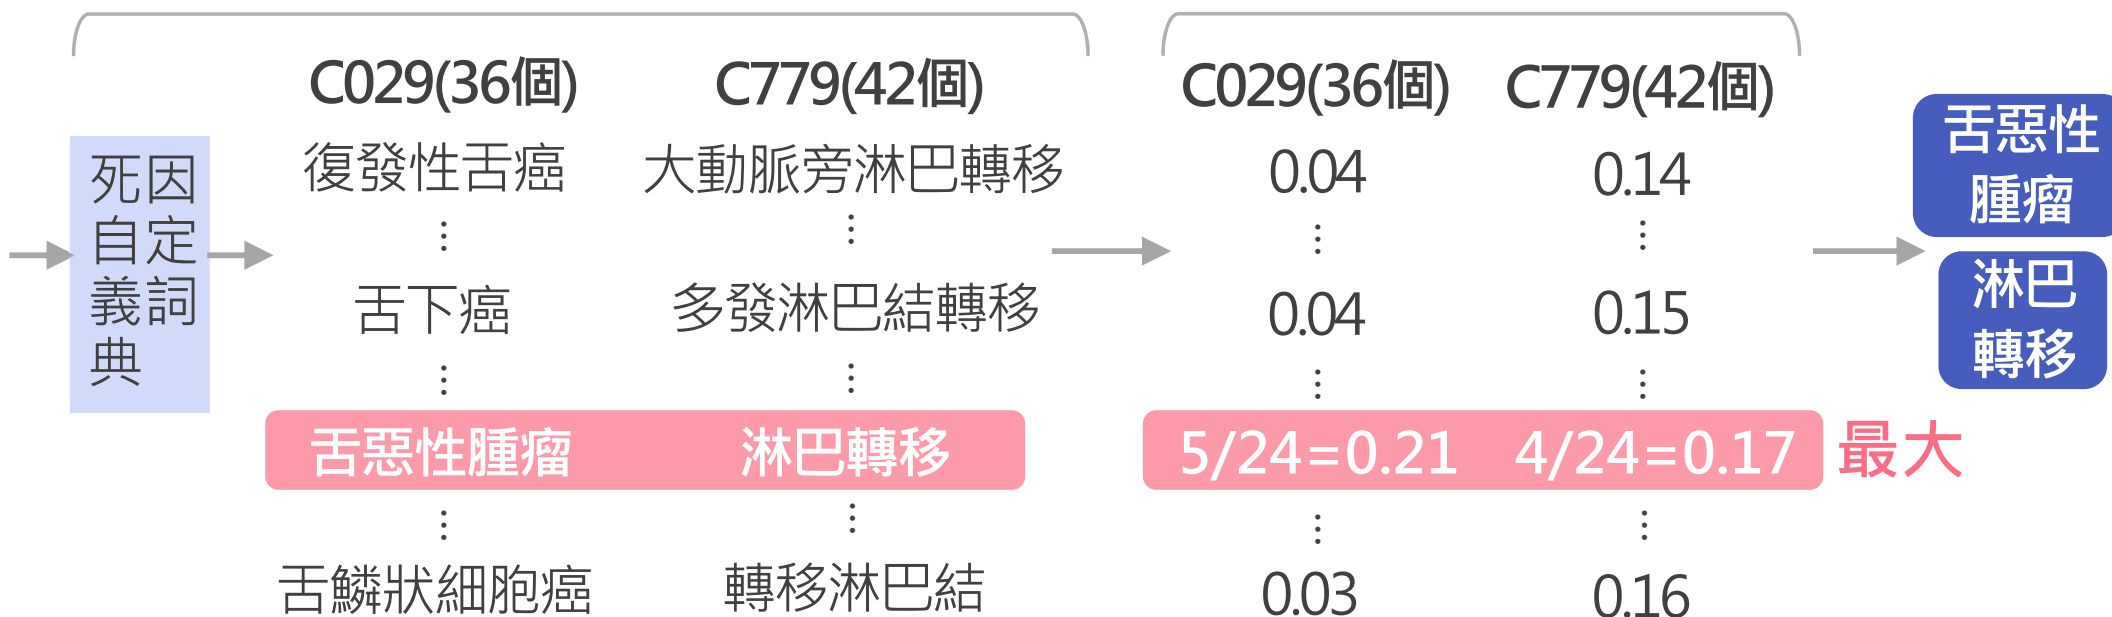 死因
自定
義詞
典
C029(36個)
C779(42個)
復發性舌癌
大動脈旁淋巴轉移
⋮
⋮
舌下癌
多發淋巴結轉移
⋮
⋮
舌惡性腫瘤
淋巴轉移
⋮
⋮
舌鱗狀細胞癌
轉移淋巴結
C029(36個)
C779(42個)
0.04
0.14
⋮
⋮
0.04
0.15
⋮
⋮
5/24=0.21
4/24=0.17
最大
⋮
⋮
0.03
0.16
舌惡性
腫瘤
淋巴
轉移